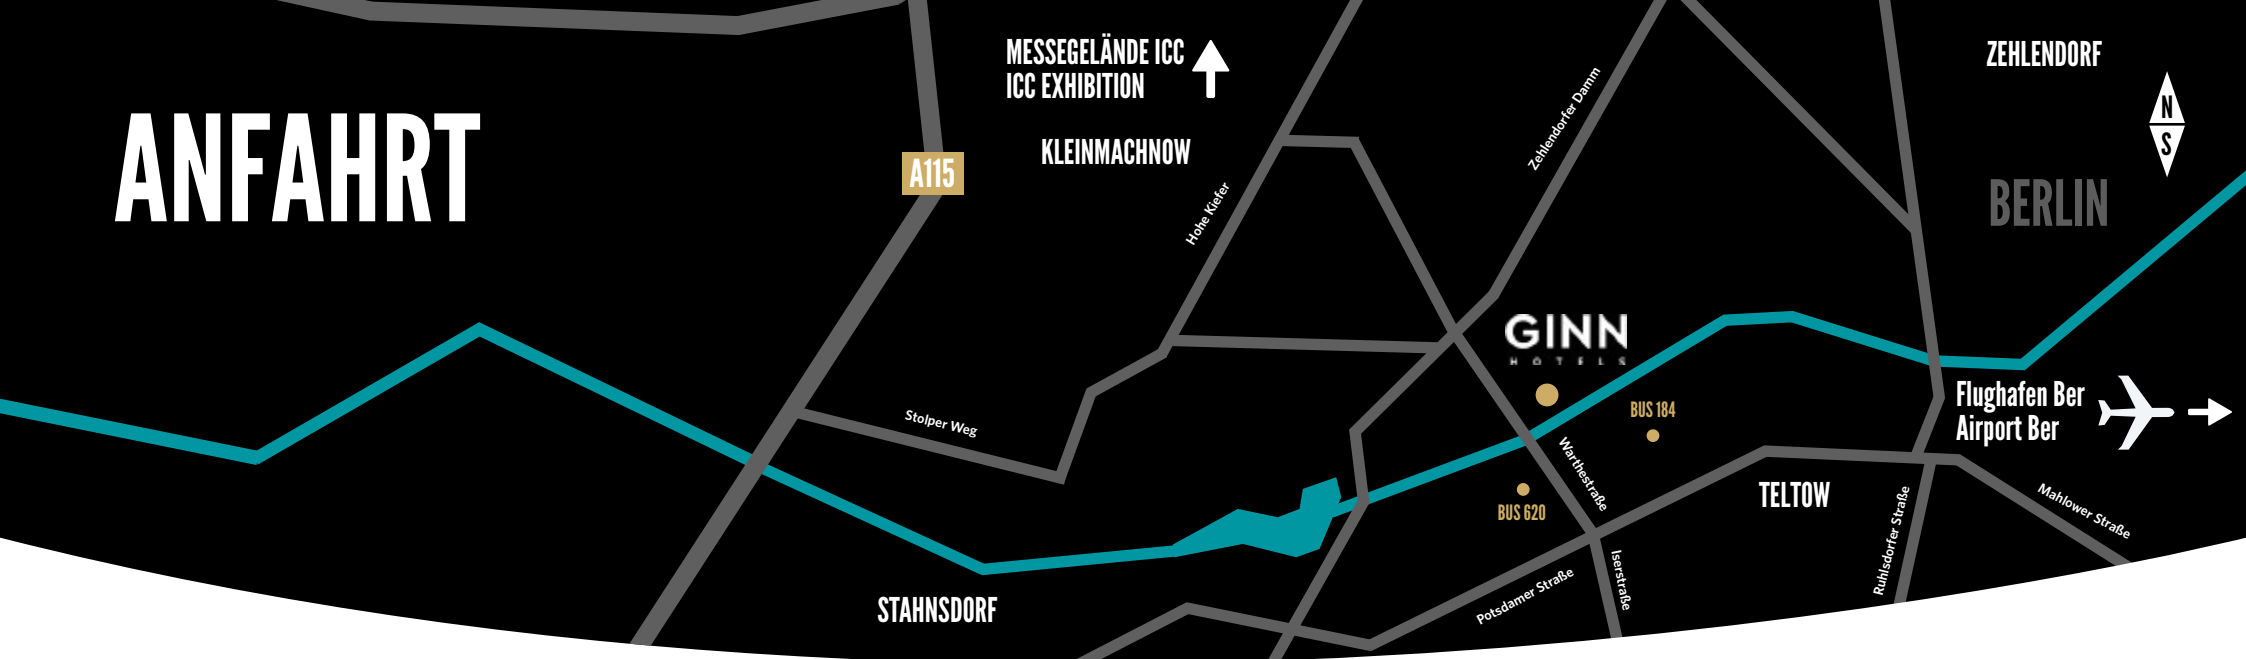 ANFAHRT
A115
MESSEGELÄNDE ICC
ICC EXHIBITION
KLEINMACHNOW
Hohe Kiefer
Zehlendorfer Damm
ZEHLENDORF
N
S
BERLIN
GINN
HOTELS
Stolper Weg
BUS 184
BUS 620
Warthestraße
Flughafen Ber
Airport Ber
TELTOW
Ruhlsdorfer Straße
Mahlower Straße
STAHNSDORF
Potsdamer Straße
Iserstraße